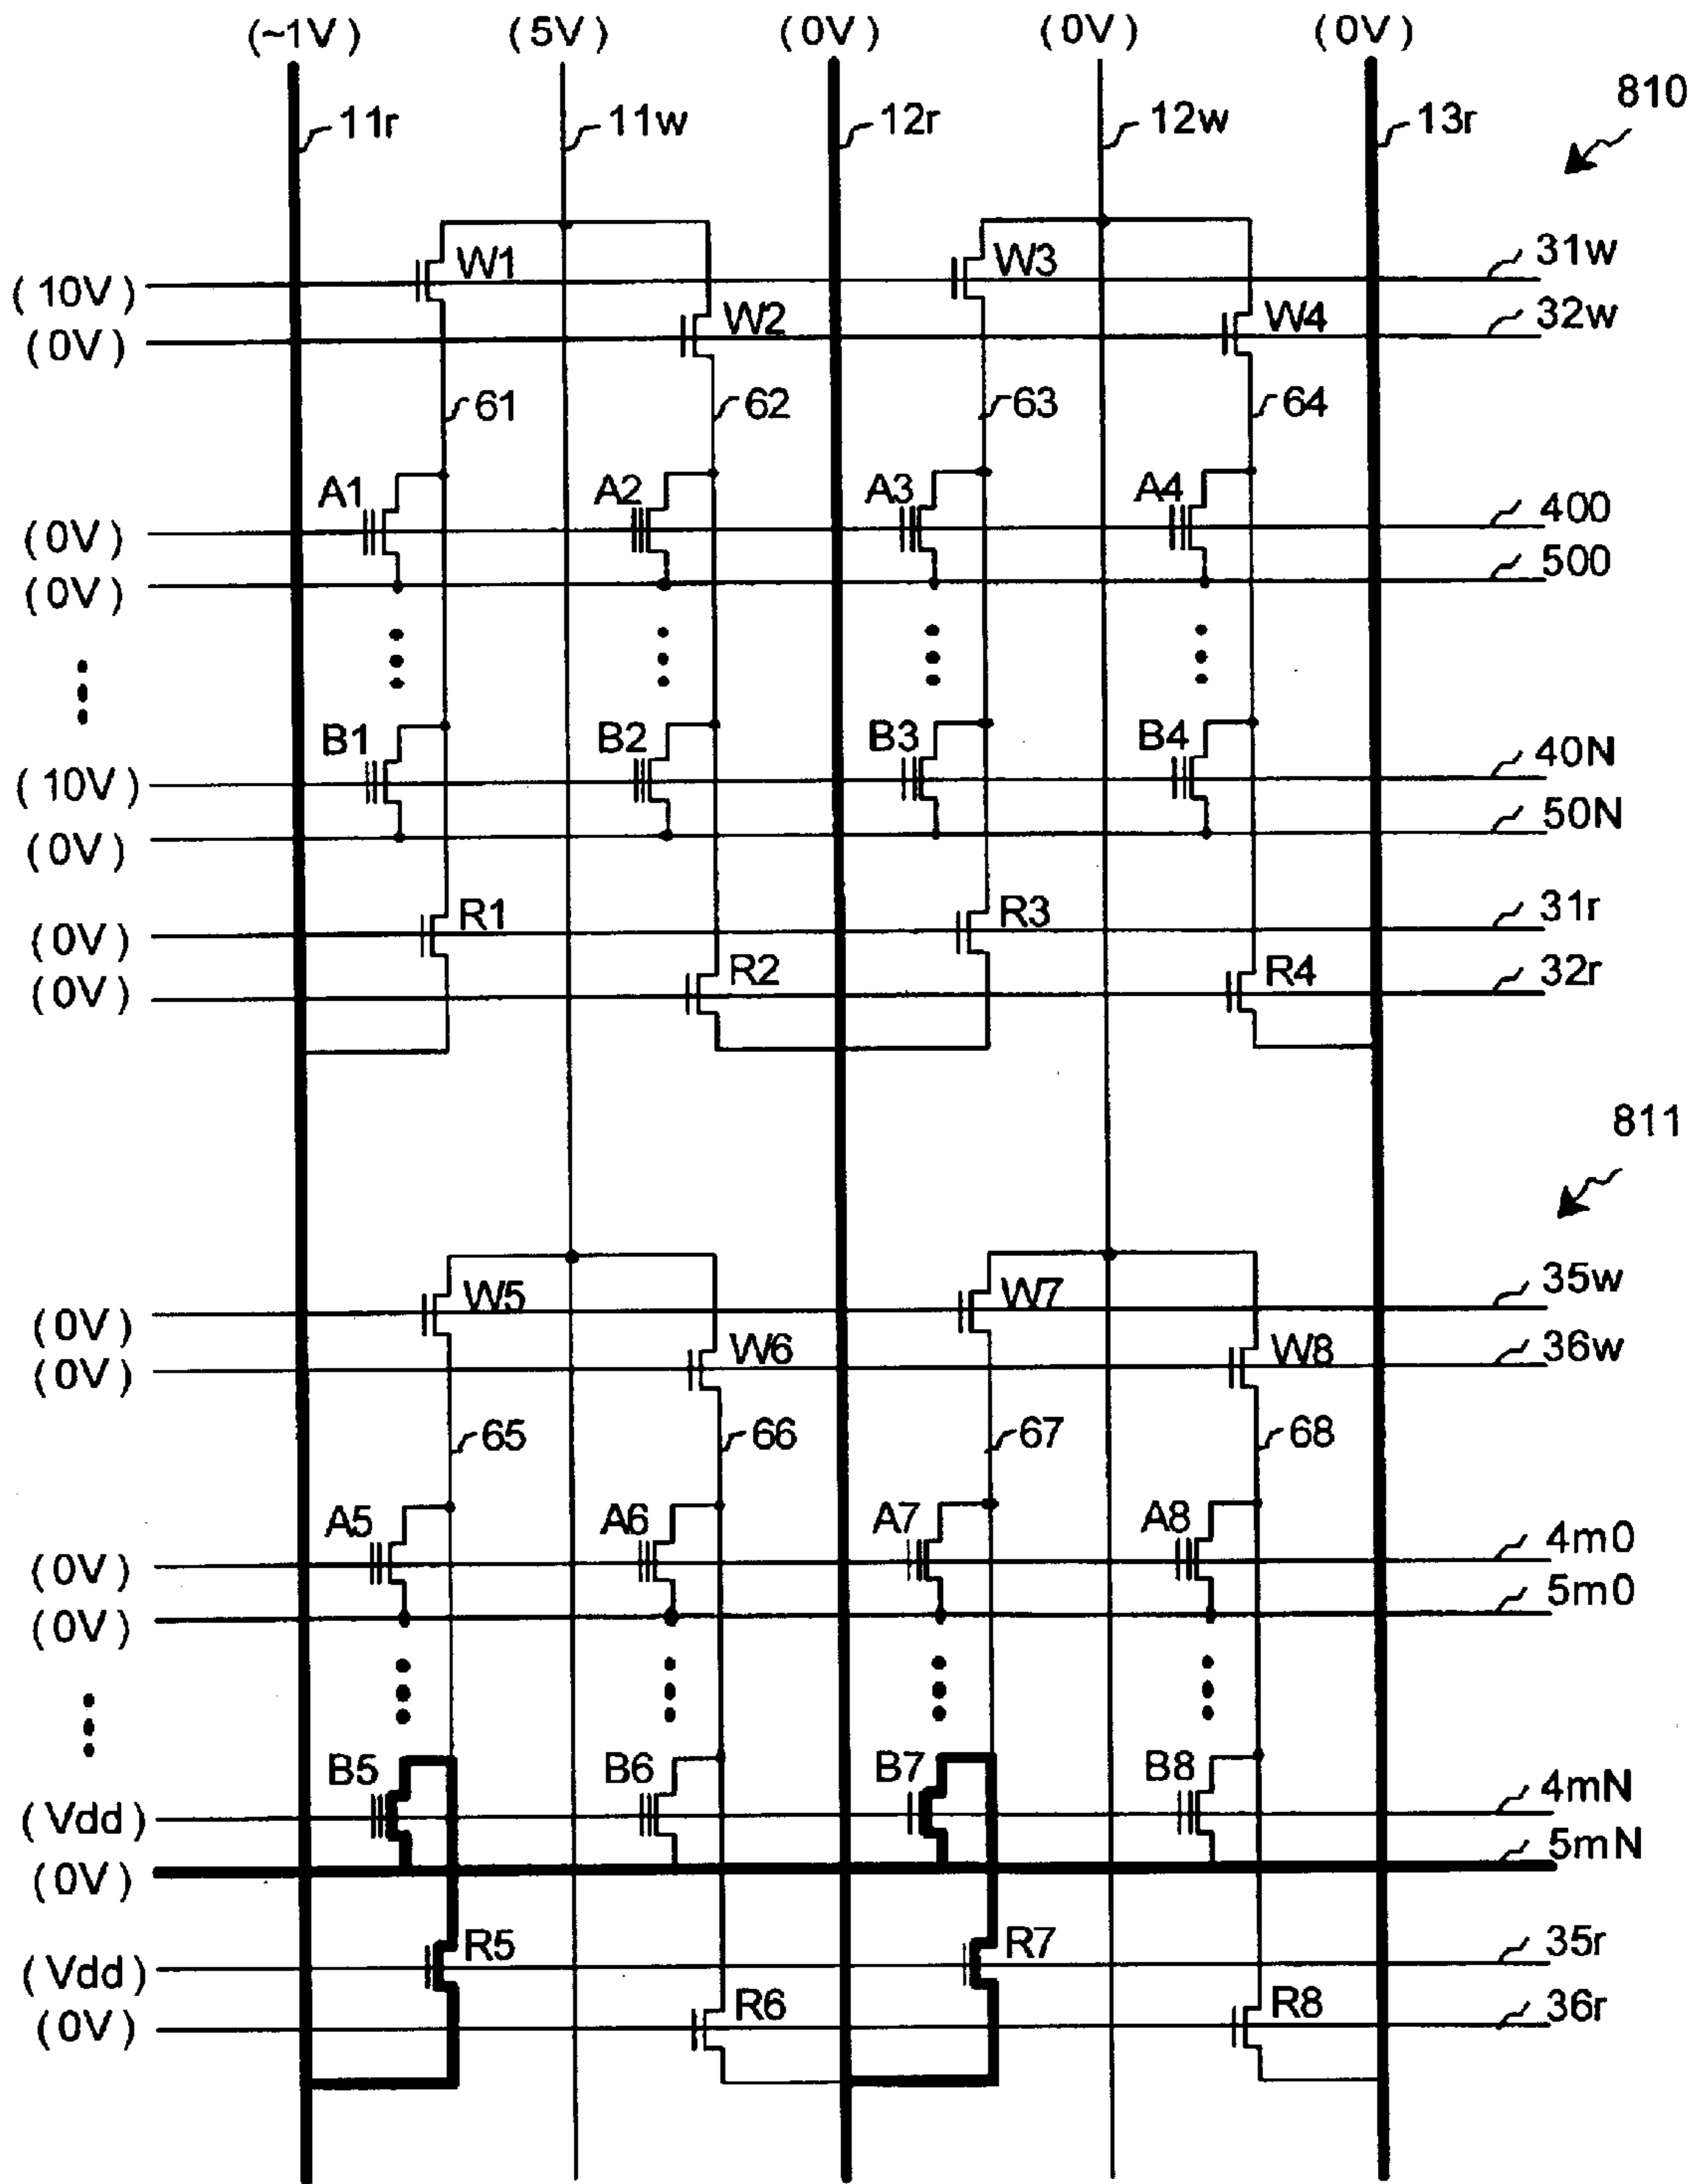 (~1V) (5V) (0V) (0V) (0V)
810
11r 11w 12r 12w 13r
W1 W3 31w
(10V)
W2 W4 32w
(0V)
61 62 63 64
A1 A2 A3 A4 400
(0V)
500
(0V)
B1 B2 B3 B4 40N
(10V)
50N
(0V)
R1 R3 31r
(0V)
R2 R4 32r
(0V)
811
W5 W7 35w
(0V)
W6 W8 36w
(0V)
65 66 67 68
A5 A6 A7 A8 4m0
(0V)
5m0
(0V)
B5 B6 B7 B8 4mN
(Vdd)
5mN
(0V)
R5 R7 35r
(Vdd)
R6 R8 36r
(0V)